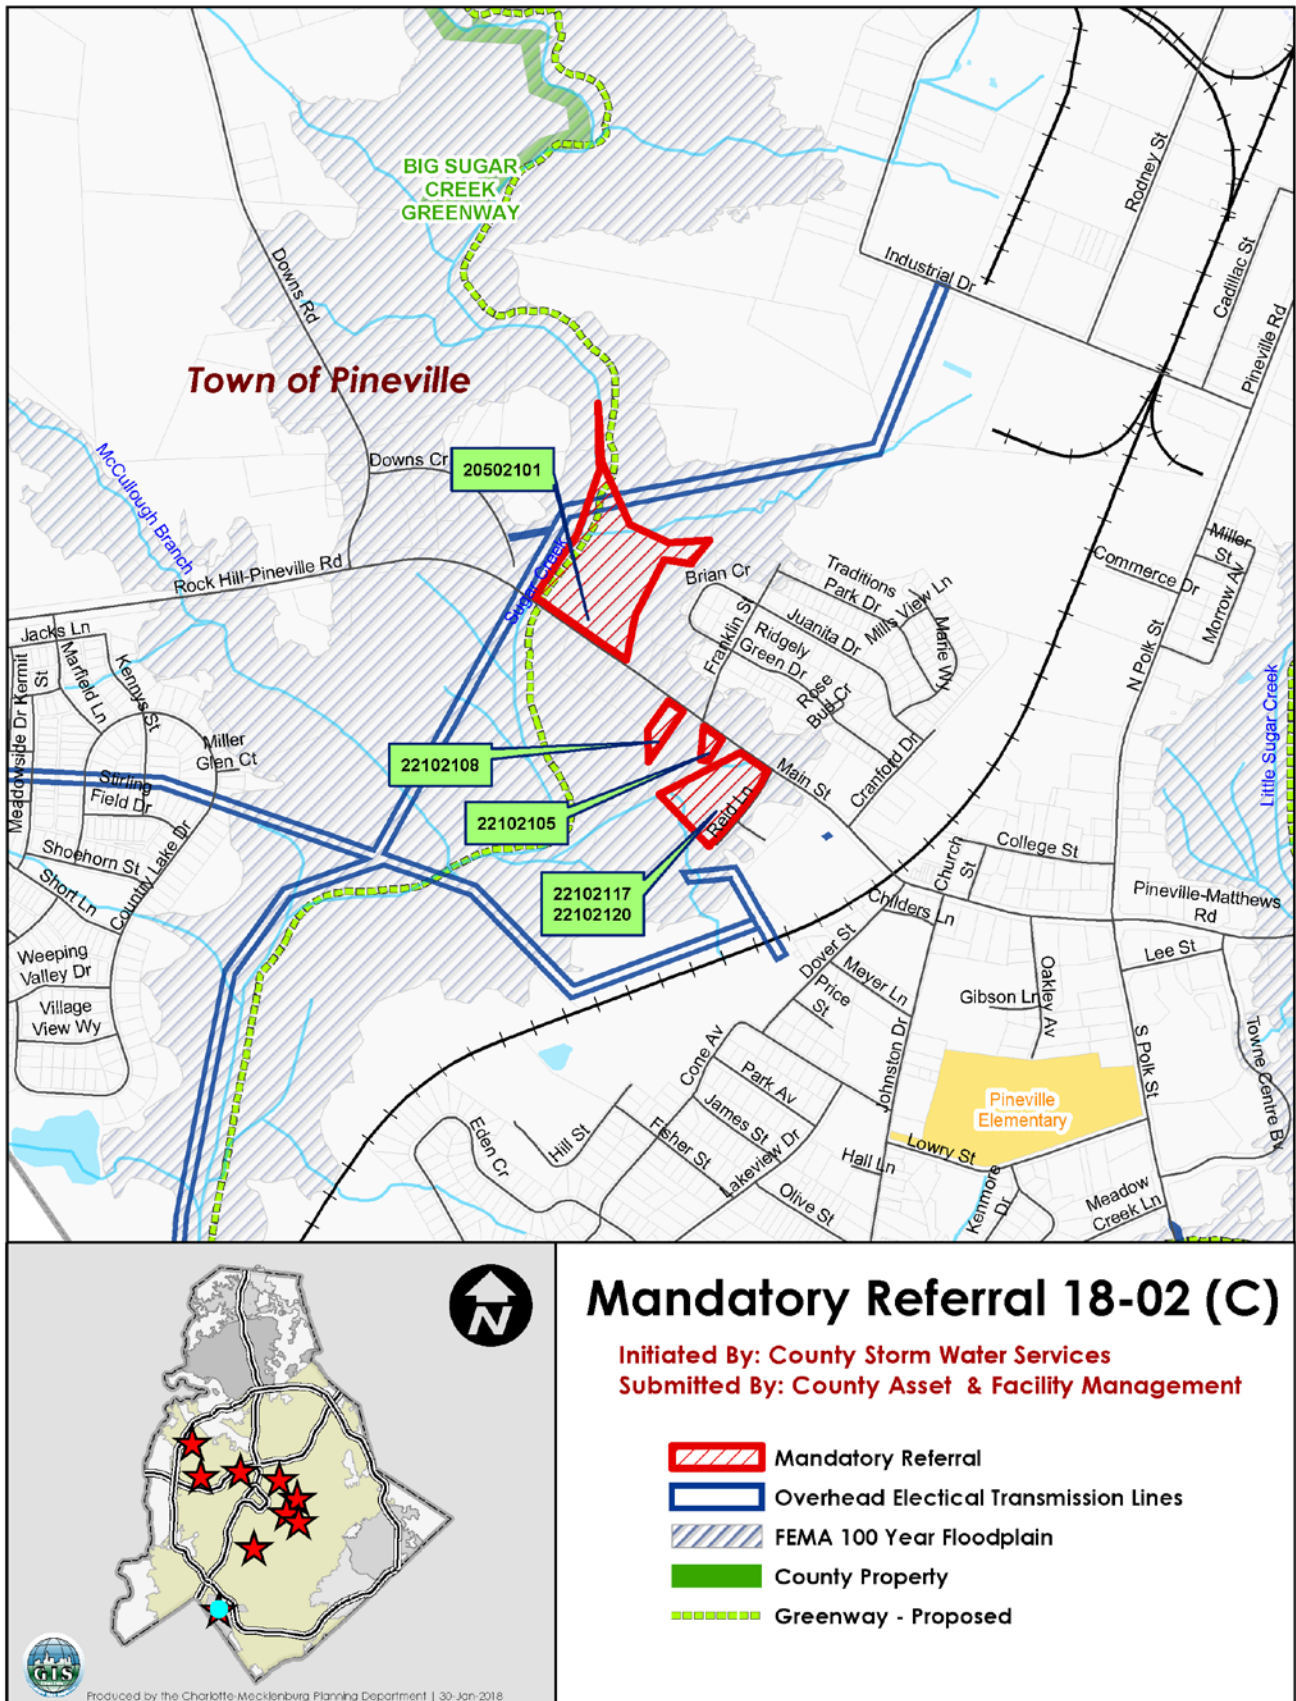 BIG SUGAR
CREEK
GREENWAY
Rodney St
Cadillac St
Industrial Dr
Pineville Rd
Downs Rd
Town of Pineville
McCullough Branch
Downs Cr
20502101
Rock Hill-Pineville Rd
Sugar Creek
Brian Cr
Traditions
Park Dr
Mills View Ln
Marie Wy
Juanita Dr
Franklin St
Ridgely
Green Dr
Rose
Bud Cr
Cranford Dr
Miller
St
Commerce Dr
Morrow Av
N Polk St
Little Sugar Creek
Jacks Ln
Kermit
St
Marfield Ln
Kennys St
Meadowside Dr
Miller
Glen Ct
Stirling
Field Dr
Shoehorn St
Short Ln
Country Lake Dr
Weeping
Valley Dr
Village
View Wy
22102108
22102105
22102117
22102120
Reid Ln
Main St
Church
St
College St
Pineville-Matthews
Rd
Childers Ln
Dover St
Meyer Ln
Price
St
Lee St
Gibson Ln
Oakley Av
Johnston Dr
S Polk St
Towne Centre Bv
Cone Av
Park Av
James St
Pineville
Elementary
Eden Cr
Hill St
Fisher St
Lakeview Dr
Hall Ln
Lowry St
Olive St
Kenmore
Dr
Meadow
Creek Ln
N
Mandatory Referral 18-02 (C)
Initiated By: County Storm Water Services
Submitted By: County Asset & Facility Management
Mandatory Referral
Overhead Electical Transmission Lines
FEMA 100 Year Floodplain
County Property
Greenway - Proposed
GIS
Produced by the Charlotte-Mecklenburg Planning Department | 30-Jan-2018